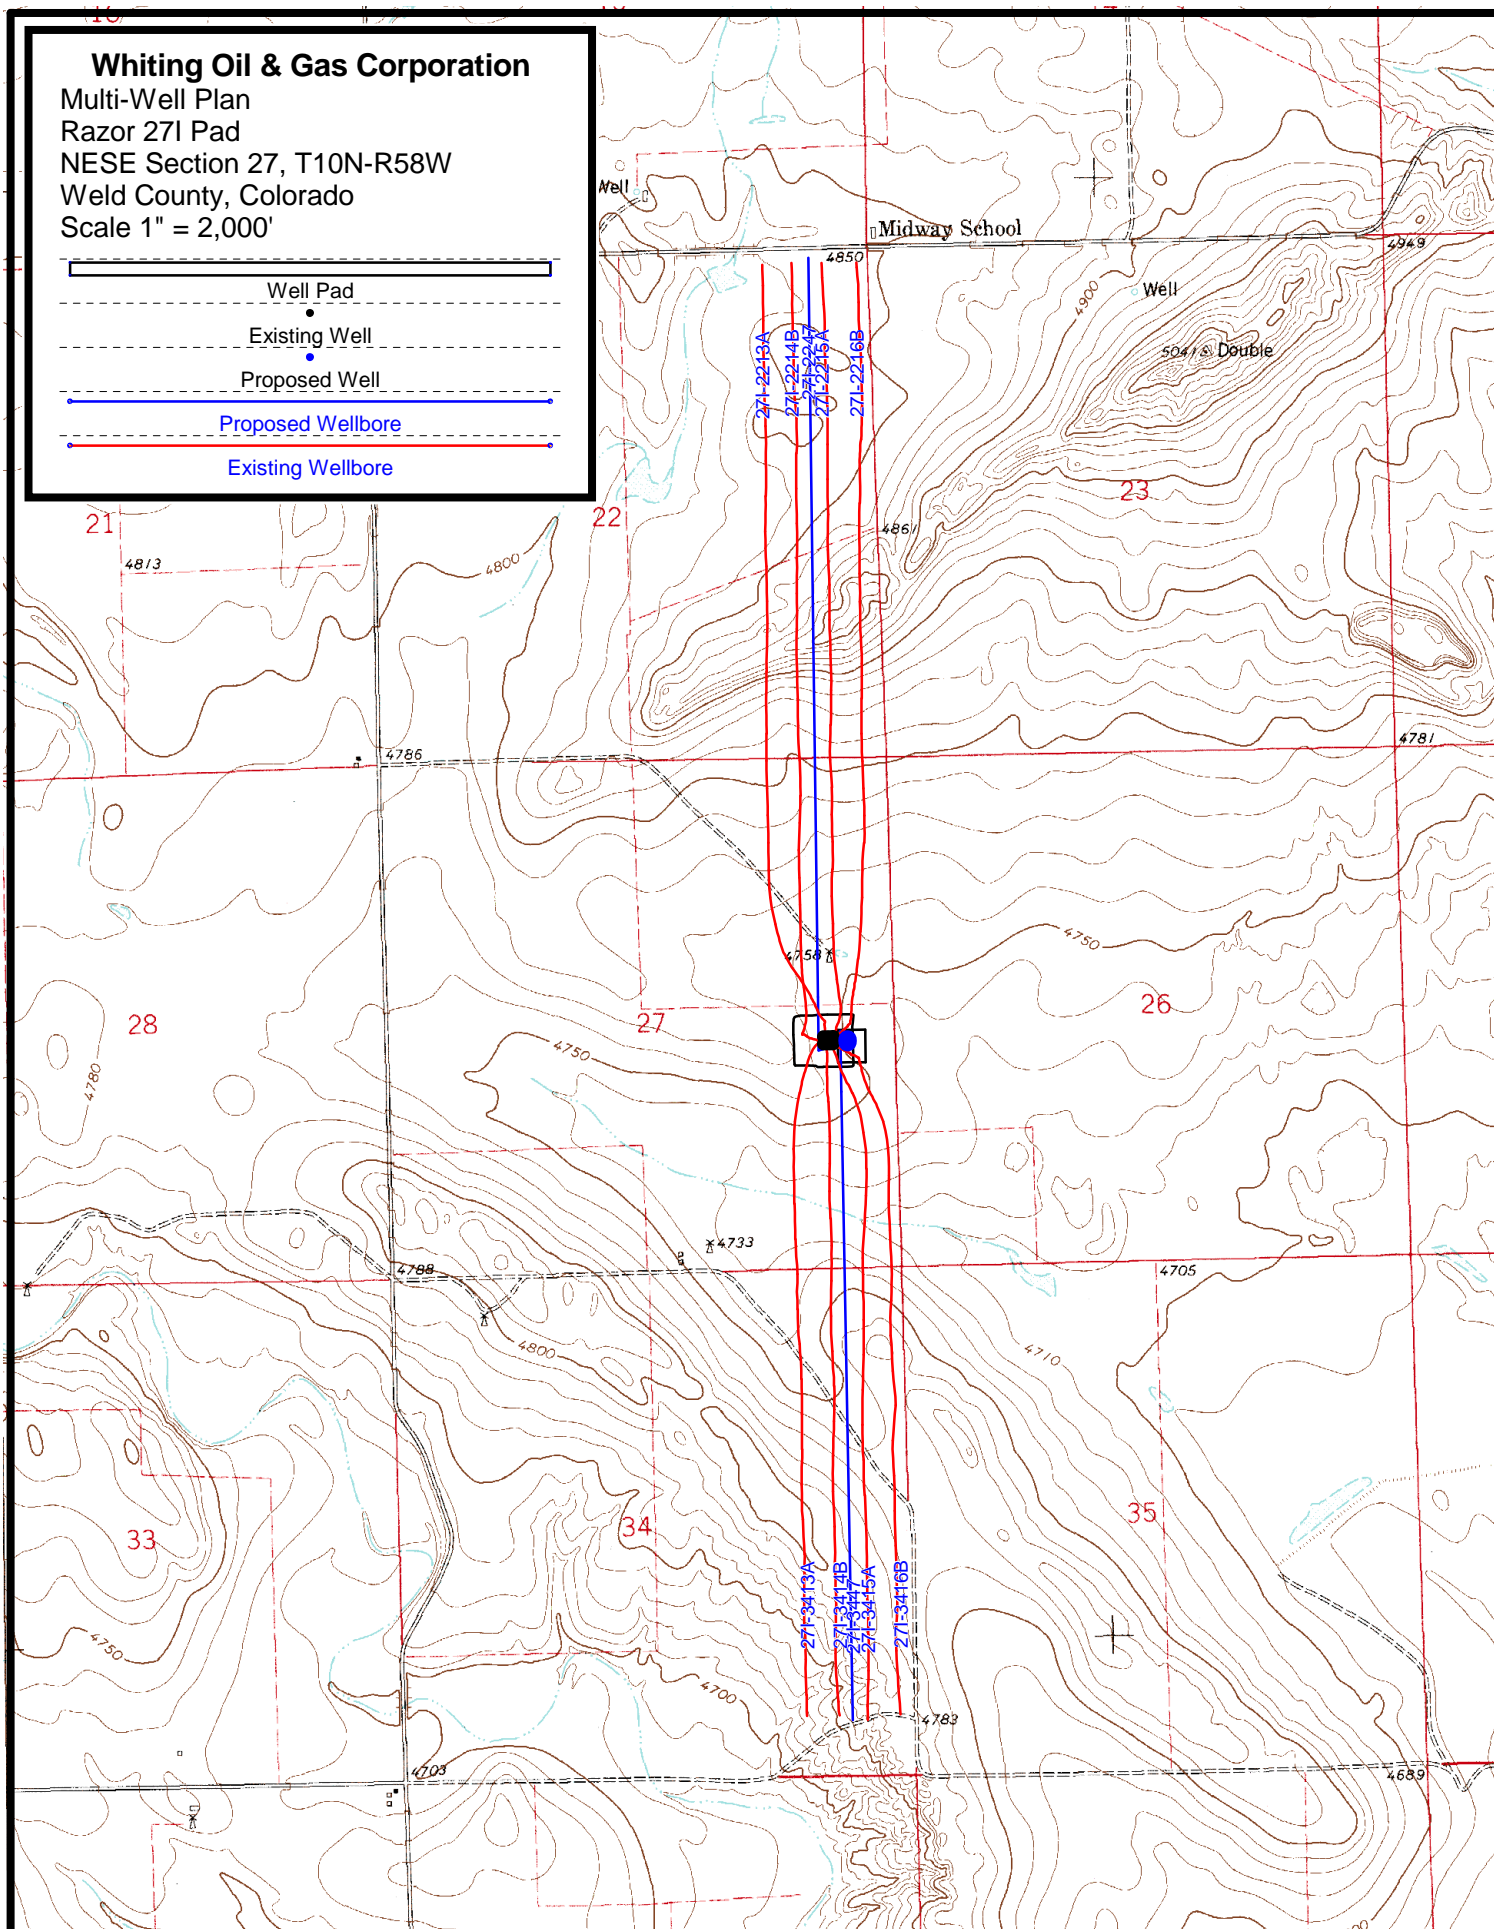 Whiting Oil & Gas Corporation
Multi-Well Plan
Razor 27I Pad
NESE Section 27, T10N-R58W
Weld County, Colorado
Scale 1" = 2,000'
Well Pad
Existing Well
Proposed Well
Proposed Wellbore
Existing Wellbore
Well
Midway School
4850
4949
4900
Well
5041
Double
27I-2213A
27I-2214B
27I-2247
27I-2215A
27I-2216B
21
22
23
4861
4813
4800
4786
4781
4758
4750
28
27
26
4750
4780
4733
4788
4705
4800
4710
33
34
35
27I-3413A
27I-3414B
27I-3447
27I-3415A
27I-3416B
4750
4700
4783
4703
4689